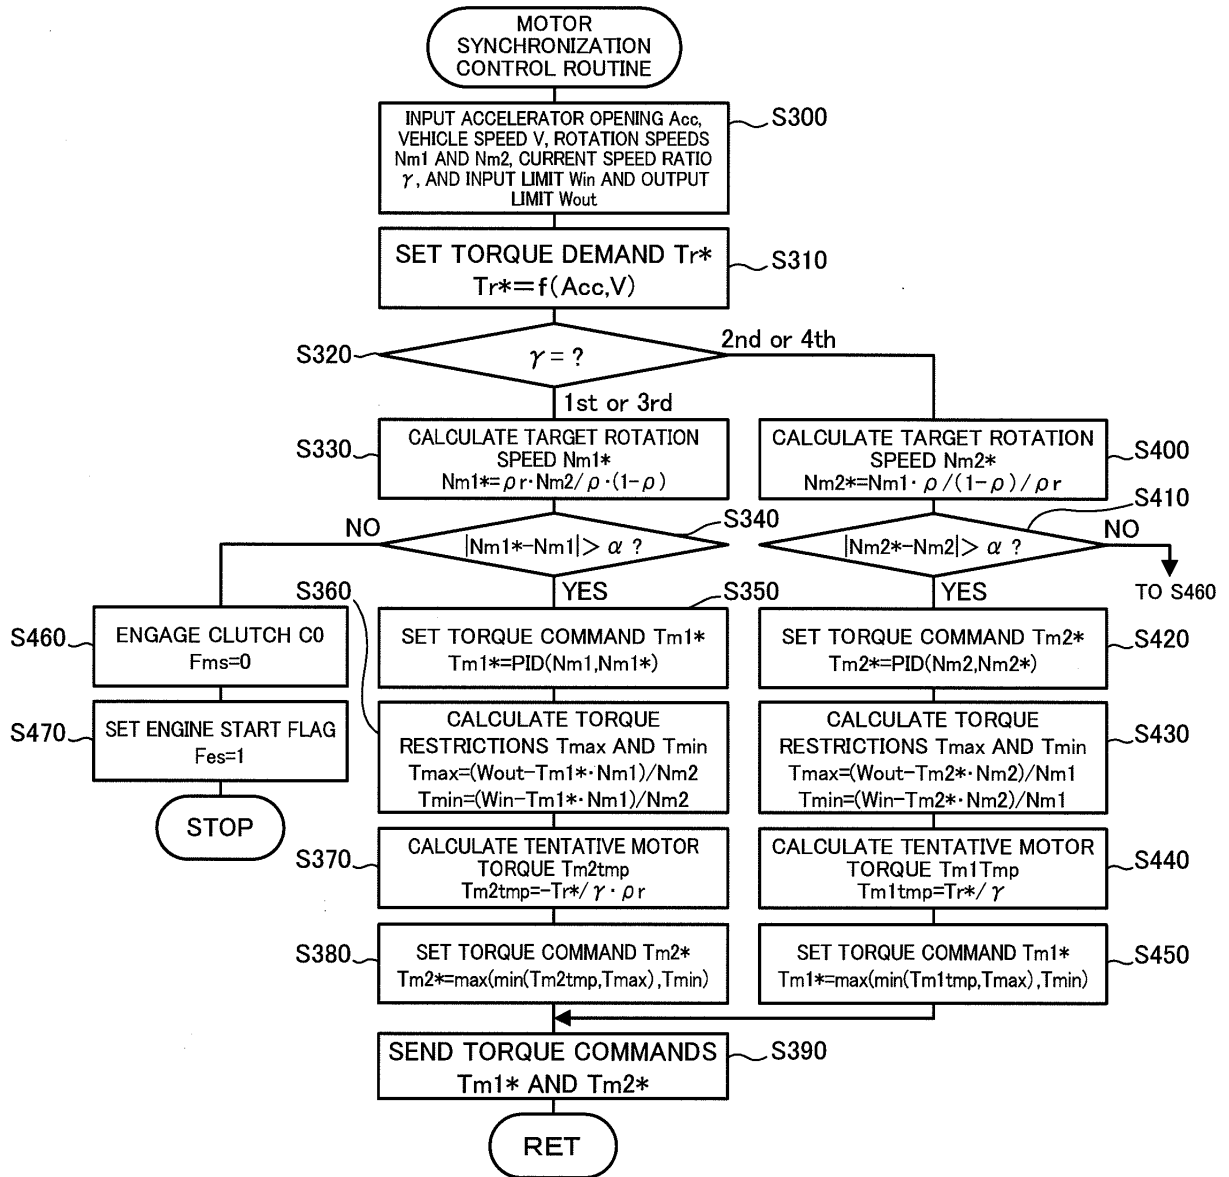 MOTOR
SYNCHRONIZATION
CONTROL ROUTINE
INPUT ACCELERATOR OPENING Acc,
VEHICLE SPEED V, ROTATION SPEEDS
Nm1 AND Nm2, CURRENT SPEED RATIO
γ, AND INPUT LIMIT Win AND OUTPUT
LIMIT Wout
S300
SET TORQUE DEMAND Tr*
Tr*=f(Acc,V)
S310
S320
γ = ?
2nd or 4th
1st or 3rd
S330
CALCULATE TARGET ROTATION
SPEED Nm1*
Nm1*=ρr·Nm2/ρ·(1-ρ)
CALCULATE TARGET ROTATION
SPEED Nm2*
Nm2*=Nm1·ρ/(1-ρ)/ρr
S400
S410
S340
NO
|Nm1*-Nm1|> α ?
|Nm2*-Nm2|> α ?
NO
YES
YES
TO S460
S360
S350
S460
ENGAGE CLUTCH C0
Fms=0
SET TORQUE COMMAND Tm1*
Tm1*=PID(Nm1,Nm1*)
SET TORQUE COMMAND Tm2*
Tm2*=PID(Nm2,Nm2*)
S420
S470
SET ENGINE START FLAG
Fes=1
STOP
CALCULATE TORQUE
RESTRICTIONS Tmax AND Tmin
Tmax=(Wout-Tm1*·Nm1)/Nm2
Tmin=(Win-Tm1*·Nm1)/Nm2
CALCULATE TORQUE
RESTRICTIONS Tmax AND Tmin
Tmax=(Wout-Tm2*·Nm2)/Nm1
Tmin=(Win-Tm2*·Nm2)/Nm1
S430
S370
CALCULATE TENTATIVE MOTOR
TORQUE Tm2tmp
Tm2tmp=-Tr*/γ·ρr
CALCULATE TENTATIVE MOTOR
TORQUE Tm1Tmp
Tm1tmp=Tr*/γ
S440
S380
SET TORQUE COMMAND Tm2*
Tm2*=max(min(Tm2tmp,Tmax),Tmin)
SET TORQUE COMMAND Tm1*
Tm1*=max(min(Tm1tmp,Tmax),Tmin)
S450
SEND TORQUE COMMANDS
Tm1* AND Tm2*
S390
RET